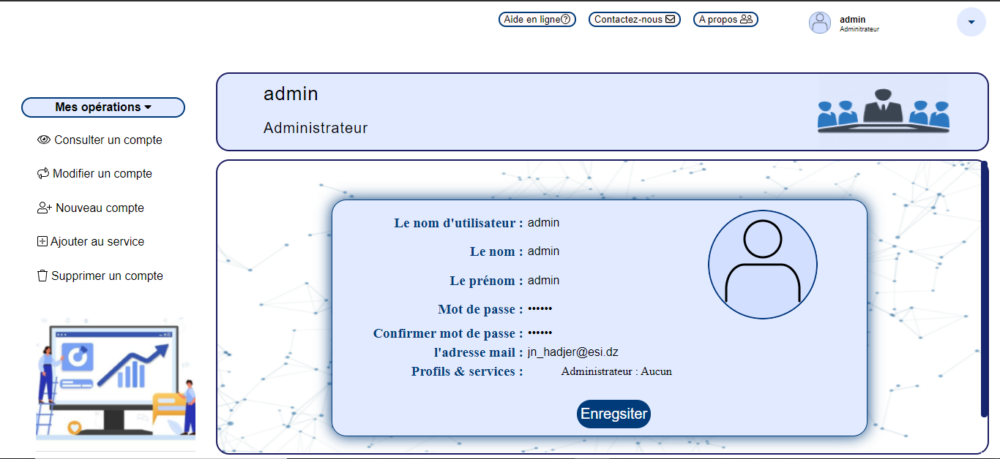 Aide en ligne
Contactez-nous
A propos
admin
Adminitrateur
Mes opérations
Consulter un compte
Modifier un compte
Nouveau compte
Ajouter au service
Supprimer un compte
admin
Administrateur
Le nom d'utilisateur : admin
Le nom : admin
Le prénom : admin
Mot de passe : ••••••
Confirmer mot de passe : ••••••
l'adresse mail : jn_hadjer@esi.dz
Profils & services : Administrateur : Aucun
Enregsiter